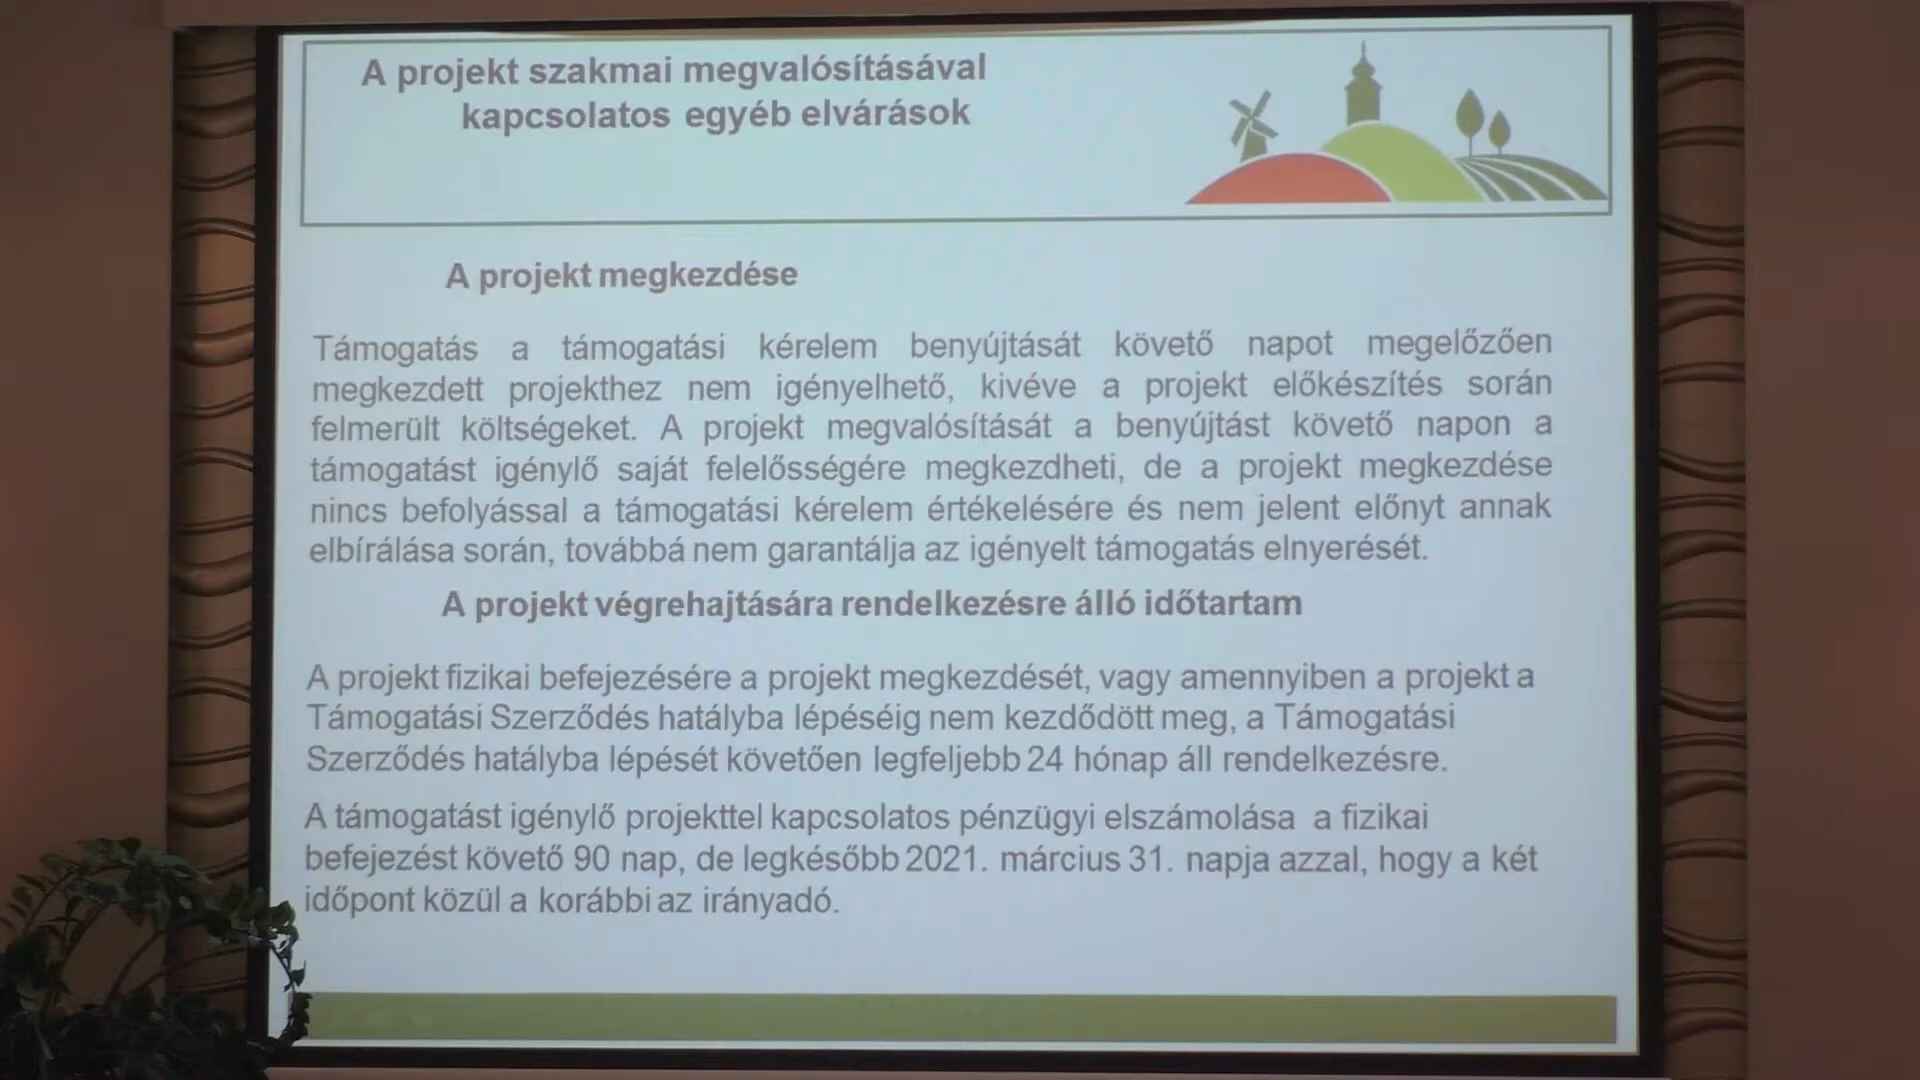 A projekt szakmai megvalósításával
kapcsolatos egyéb elvárások
A projekt megkezdése
Támogatás a támogatási kérelem benyújtását követő napot megelőzően
megkezdett projekthez nem igényelhető, kivéve a projekt előkészítés során
felmerült költségeket. A projekt megvalósítását a benyújtást követő napon a
támogatást igénylő saját felelősségére megkezdheti, de a projekt megkezdése
nincs befolyással a támogatási kérelem értékelésére és nem jelent előnyt annak
elbírálása során, továbbá nem garantálja az igényelt támogatás elnyerését.
A projekt végrehajtására rendelkezésre álló időtartam
A projekt fizikai befejezésére a projekt megkezdését, vagy amennyiben a projekt a
Támogatási Szerződés hatályba lépéséig nem kezdődött meg, a Támogatási
Szerződés hatályba lépését követően legfeljebb 24 hónap áll rendelkezésre.
A támogatást igénylő projekttel kapcsolatos pénzügyi elszámolása a fizikai
befejezést követő 90 nap, de legkésőbb 2021. március 31. napja azzal, hogy a két
időpont közül a korábbi az irányadó.